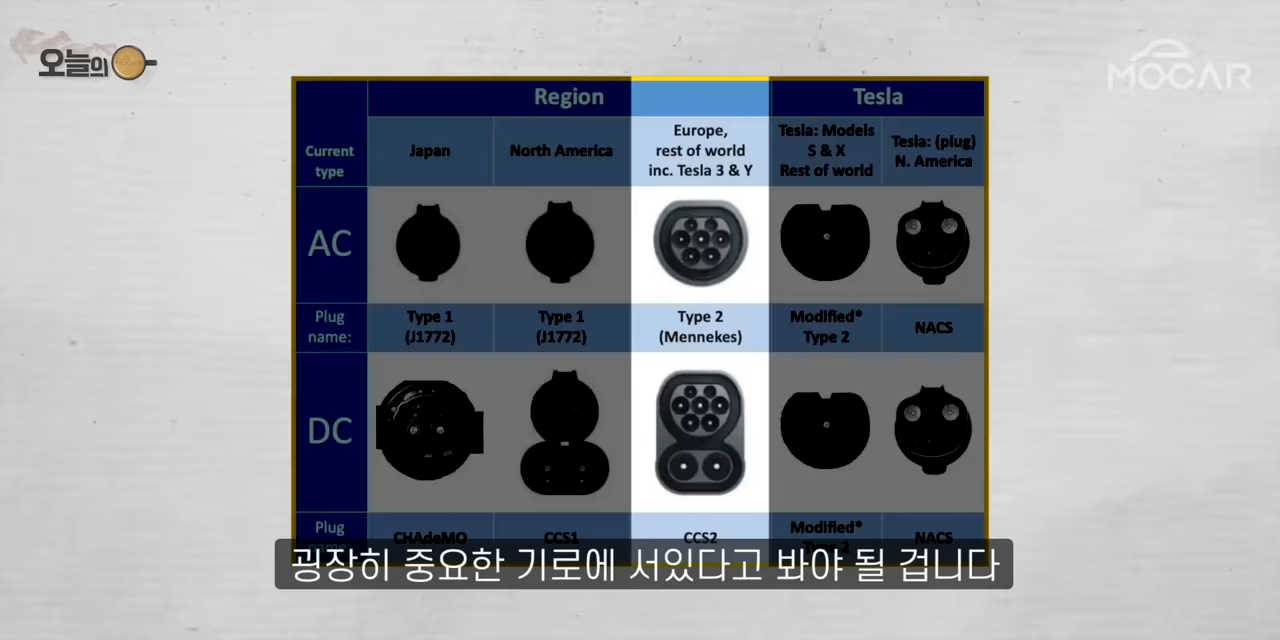 오늘의
MOCAR
Region
Tesla
Current
type
Japan
North America
Europe,
rest of world
inc. Tesla 3 & Y
Tesla: Models
S & X
Rest of world
Tesla: (plug)
N. America
AC
Plug
name:
Type 1
(J1772)
Type 1
(J1772)
Type 2
(Mennekes)
Modified*
Type 2
NACS
DC
Plug
CHAdeMO
CCS1
CCS2
Modified*
Type 2
NACS
굉장히 중요한 기로에 서있다고 봐야 될 겁니다